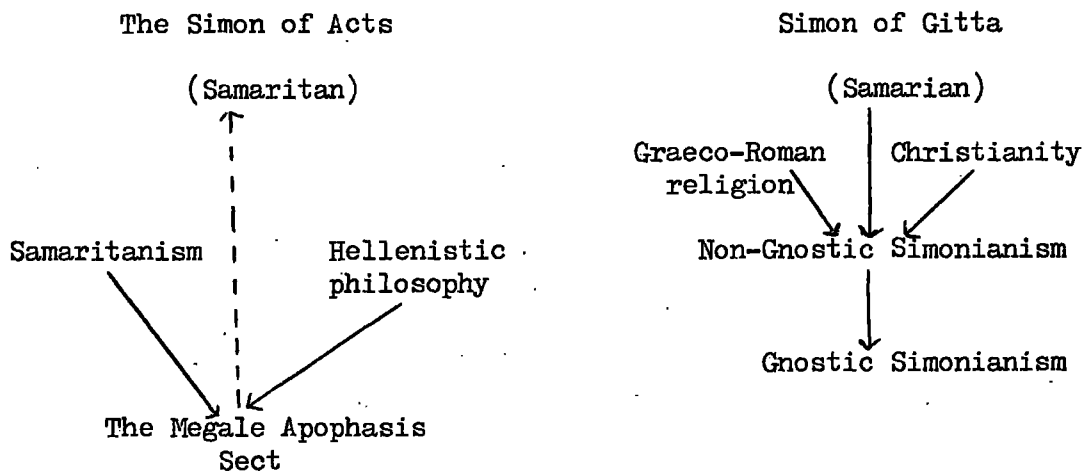 The Simon of Acts
(Samaritan)
Samaritanism
Hellenistic
philosophy
The Megale Apophasis
Sect
Simon of Gitta
(Samarian)
Graeco-Roman
religion
Christianity
Non-Gnostic Simonianism
Gnostic Simonianism